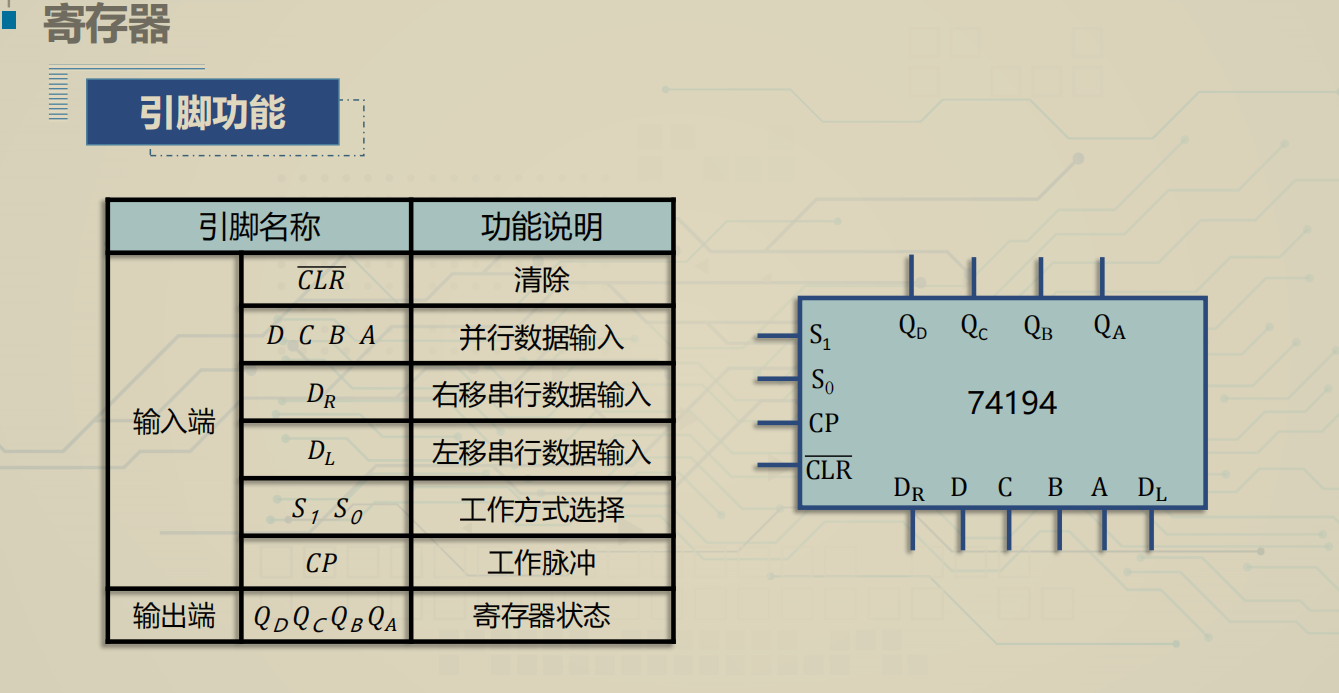 寄存器
引脚功能
引脚名称 功能说明
输入端
C̅L̅R̅ 清除
D C B A 并行数据输入
D_R 右移串行数据输入
D_L 左移串行数据输入
S_1 S_0 工作方式选择
CP 工作脉冲
输出端 Q_D Q_C Q_B Q_A 寄存器状态
Q_D Q_C Q_B Q_A
S_1
S_0
74194
CP
C̅L̅R̅
D_R D C B A D_L